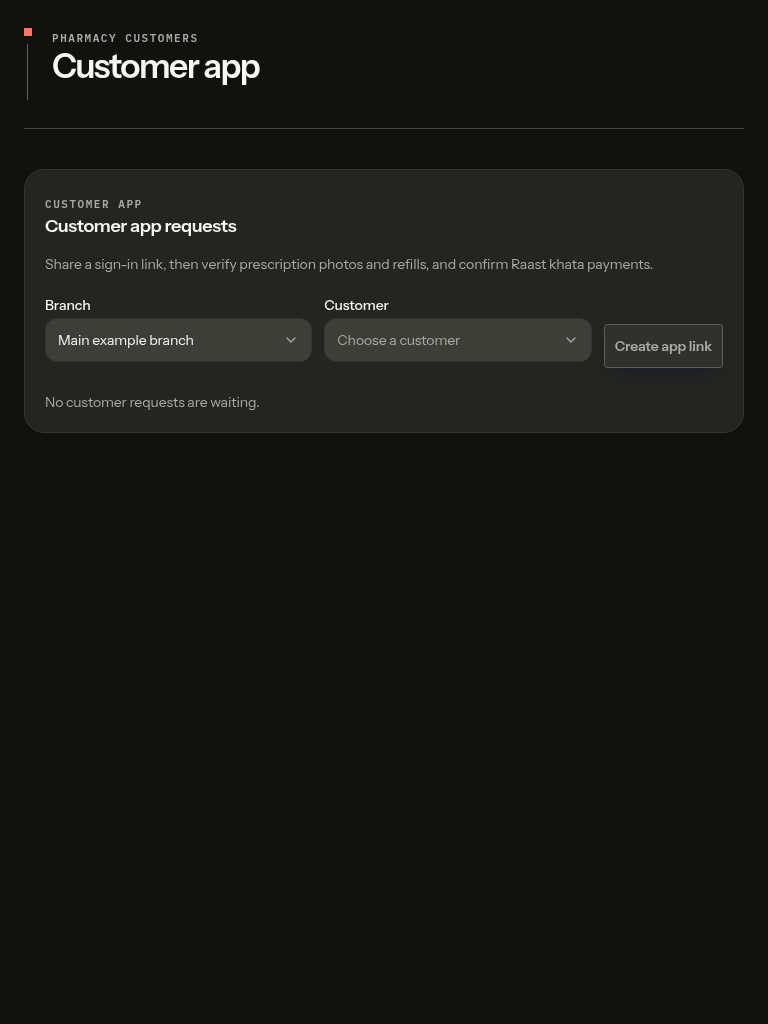 PHARMACY CUSTOMERS
Customer app
CUSTOMER APP
Customer app requests
Share a sign-in link, then verify prescription photos and refills, and confirm Raast khata payments.
Branch
Customer
Main example branch
Choose a customer
Create app link
No customer requests are waiting.